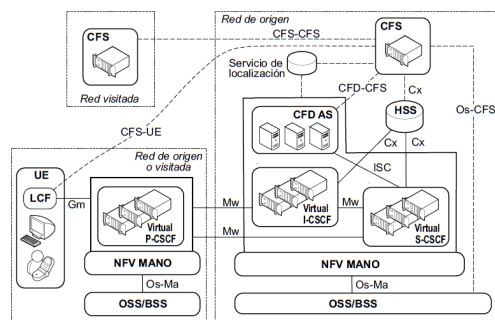 Red de origen
CFS
CFS-CFS
CFS
Servicio de
localización
Red visitada
CFD-CFS
Cx
Os-CFS
CFS-UE
CFD AS
HSS
Cx
Cx
Red de origen
o visitada
ISC
UE
LCF
Gm
Virtual
P-CSCF
Mw
Virtual
I-CSCF
Mw
Virtual
S-CSCF
Mw
NFV MANO
NFV MANO
Os-Ma
Os-Ma
OSS/BSS
OSS/BSS